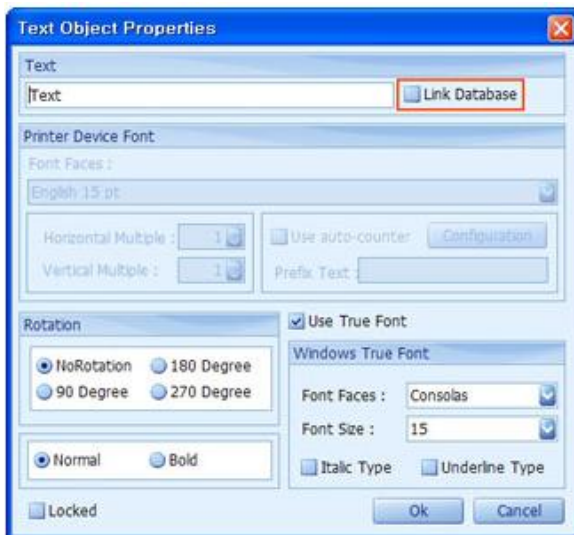 Text Object Properties
Text
Text Link Database
Printer Device Font
Font Faces :
English 15 pt
Horizontal Multiple : 1 Use auto-counter Configuration
Vertical Multiple : 1 Prefix Text :
Rotation Use True Font
NoRotation 180 Degree Windows True Font
90 Degree 270 Degree Font Faces : Consolas
Font Size : 15
Normal Bold Italic Type Underline Type
Locked Ok Cancel